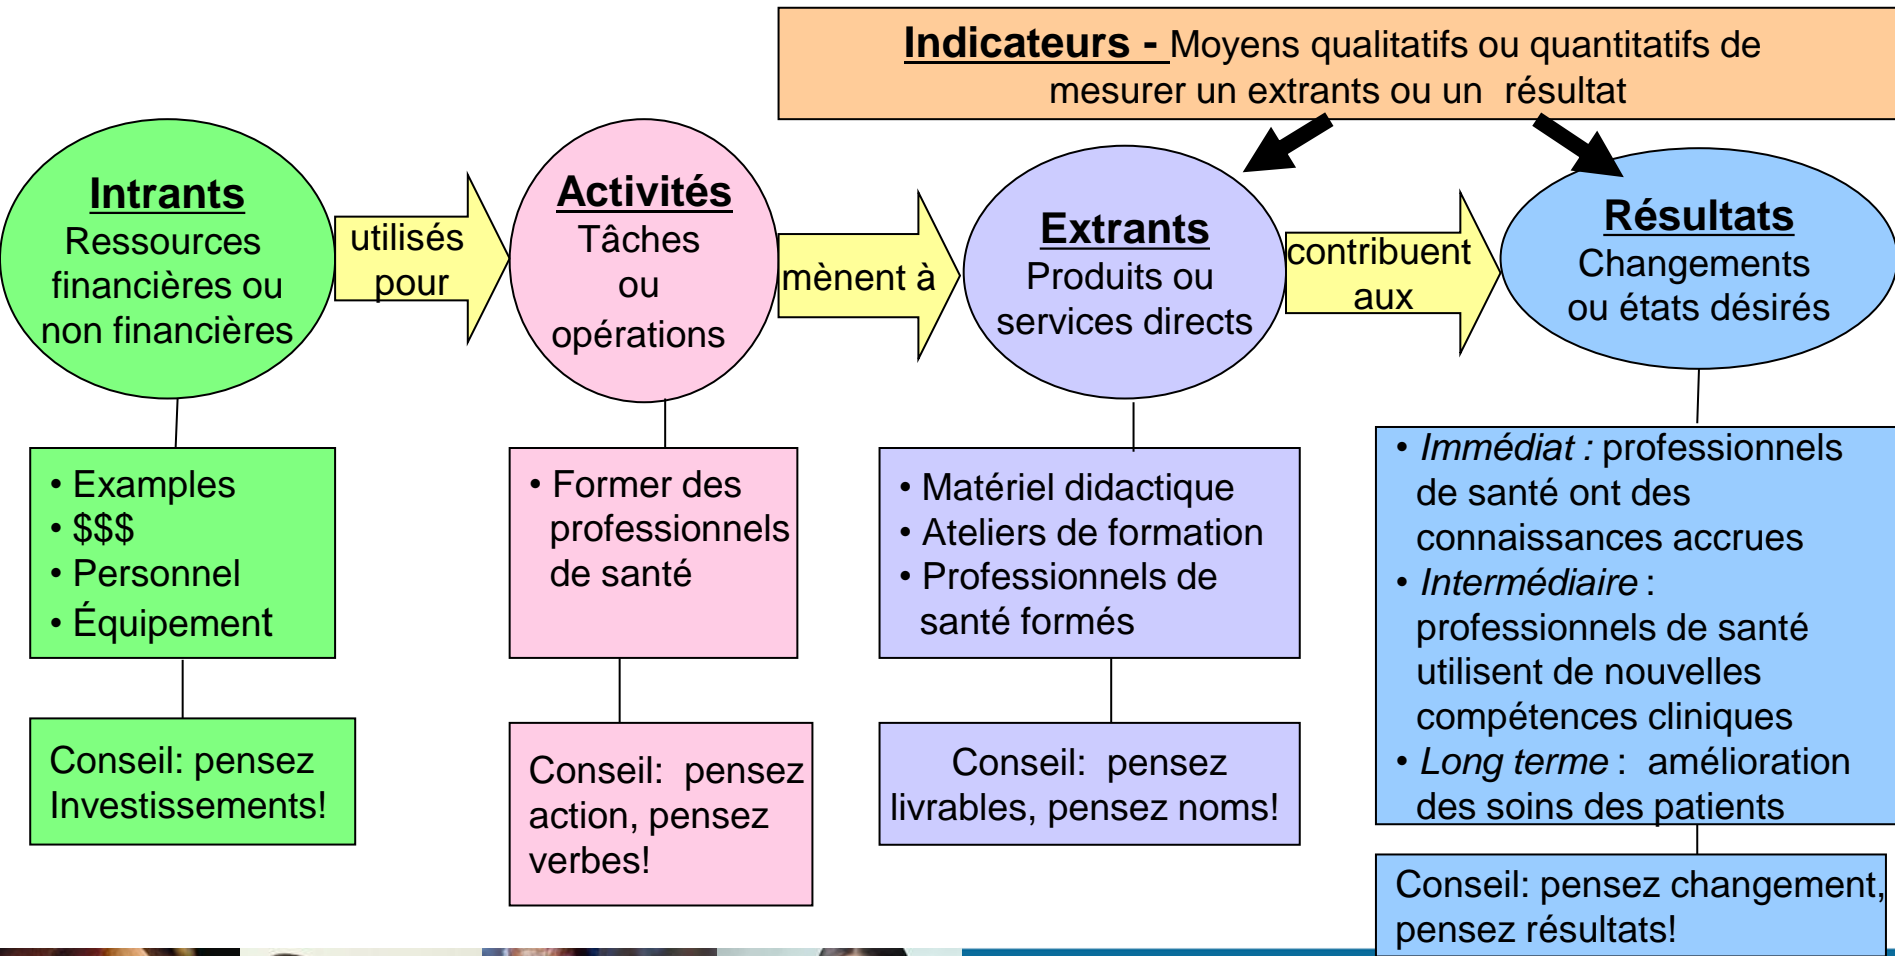 Indicateurs - Moyens qualitatifs ou quantitatifs de
mesurer un extrants ou un résultat
Intrants
Ressources
financières ou
non financières
utilisés
pour
Activités
Tâches
ou
opérations
mènent à
Extrants
Produits ou
services directs
contribuent
aux
Résultats
Changements
ou états désirés
• Examples
• $$$
• Personnel
• Équipement
• Former des
professionnels
de santé
• Matériel didactique
• Ateliers de formation
• Professionnels de
santé formés
• Immédiat : professionnels
de santé ont des
connaissances accrues
• Intermédiaire :
professionnels de santé
utilisent de nouvelles
compétences cliniques
• Long terme : amélioration
des soins des patients
Conseil: pensez
Investissements!
Conseil: pensez
action, pensez
verbes!
Conseil: pensez
livrables, pensez noms!
Conseil: pensez changement,
pensez résultats!